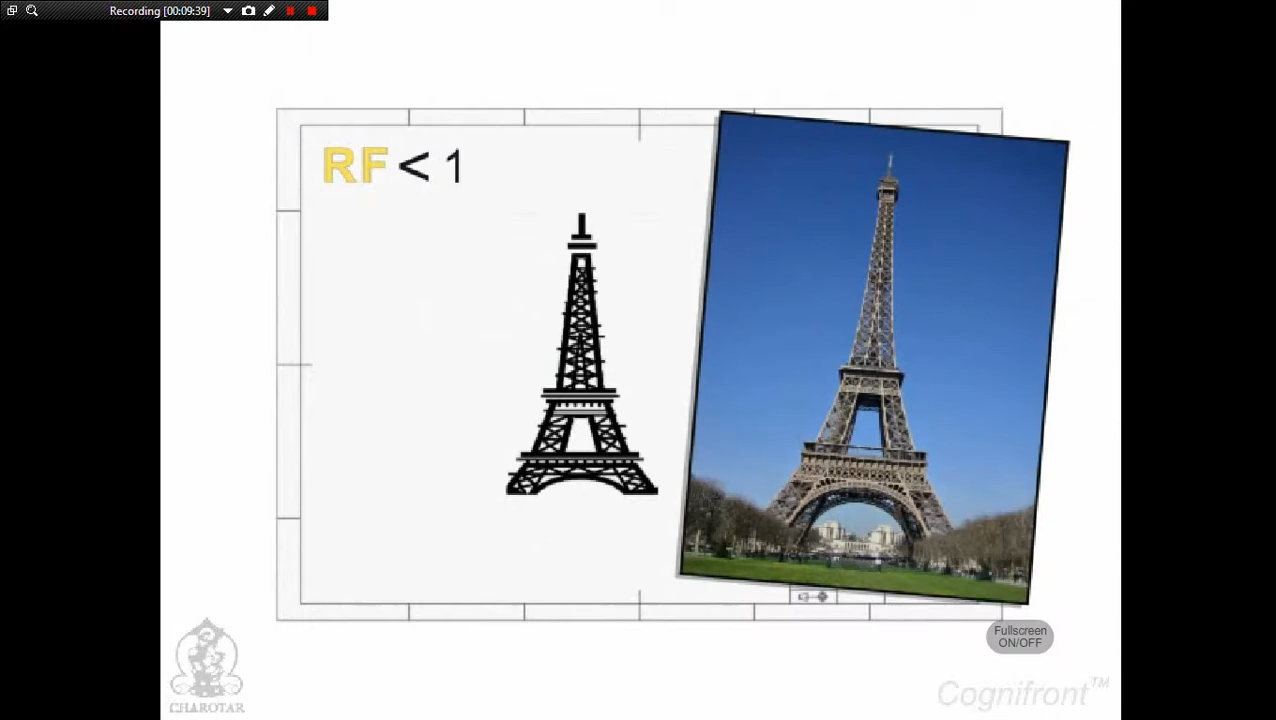 Recording [00:09:39]
RF < 1
Fullscreen
ON/OFF
CHAROTAR
Cognifront™